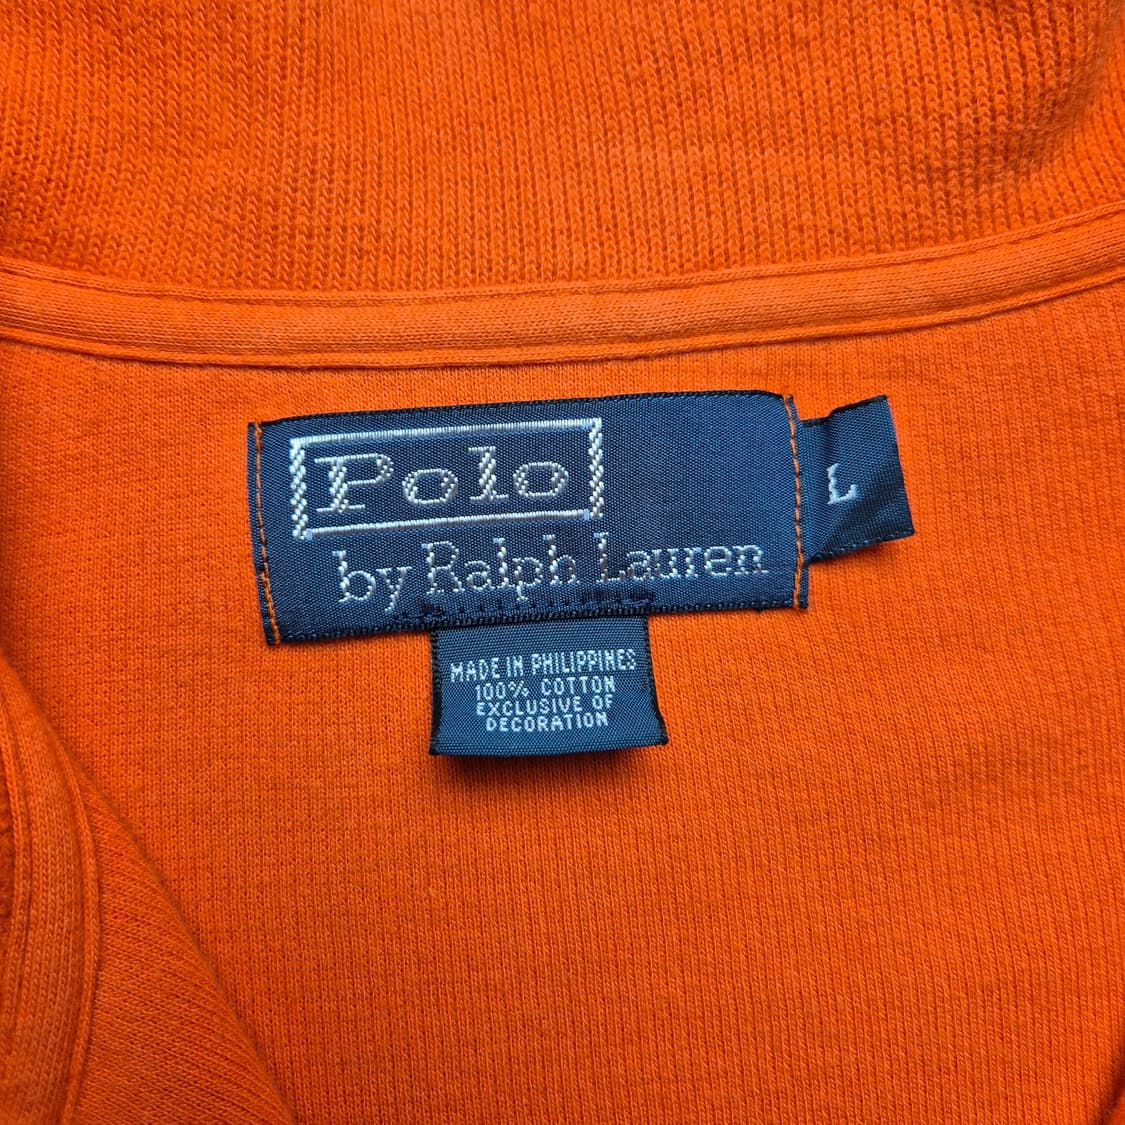 Polo
by Ralph Lauren
L
MADE IN PHILIPPINES
100% COTTON
EXCLUSIVE OF
DECORATION